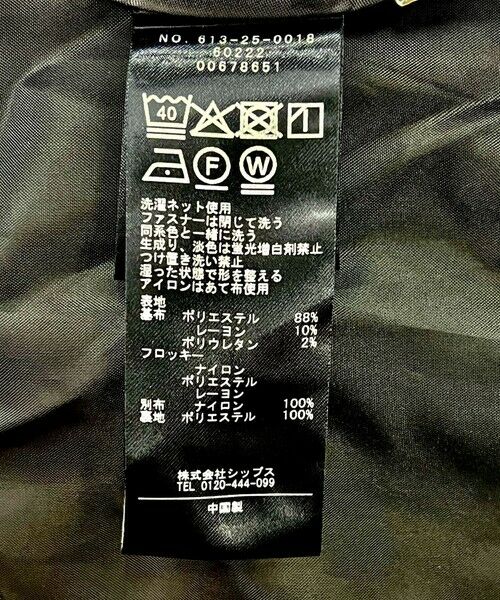 NO. 613-25-0018
60222
00678651
40
F W
洗濯ネット使用
ファスナーは閉じて洗う
同系色と一緒に洗う
生成り、淡色は蛍光増白剤禁止
つけ置き洗い禁止
湿った状態で形を整える
アイロンはあて布使用
表地
基布 ポリエステル 88%
レーヨン 10%
ポリウレタン 2%
フロッキー
ナイロン
ポリエステル
レーヨン
別布 ナイロン 100%
裏地 ポリエステル 100%
株式会社シップス
TEL 0120-444-099
中国製